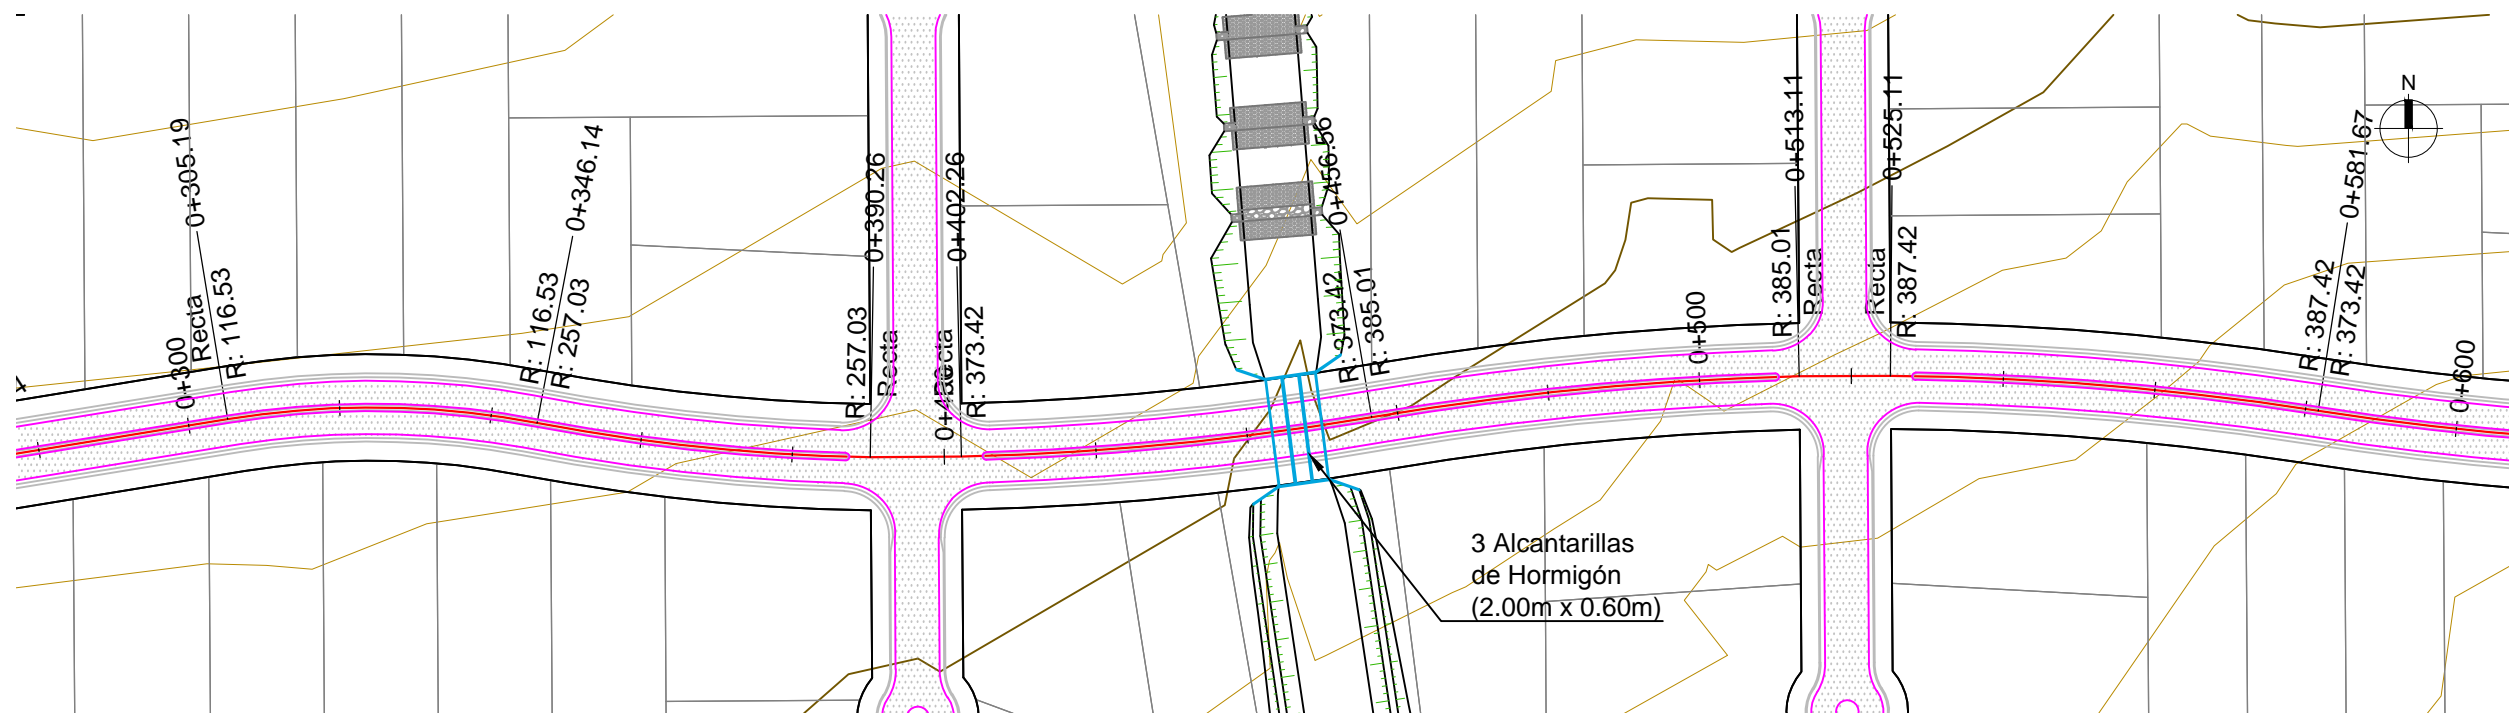 N
0+300
0+305.19
Recta
R: 116.53
0+346.14
R: 116.53
R: 257.03
0+390.26
R: 257.03
Recta
0+402.26
Recta
R: 373.42
0+456.56
R: 373.42
R: 385.01
0+500
0+513.11
R: 385.01
Recta
0+525.11
Recta
R: 387.42
0+581.67
R: 387.42
R: 373.42
0+600
3 Alcantarillas
de Hormigón
(2.00m x 0.60m)